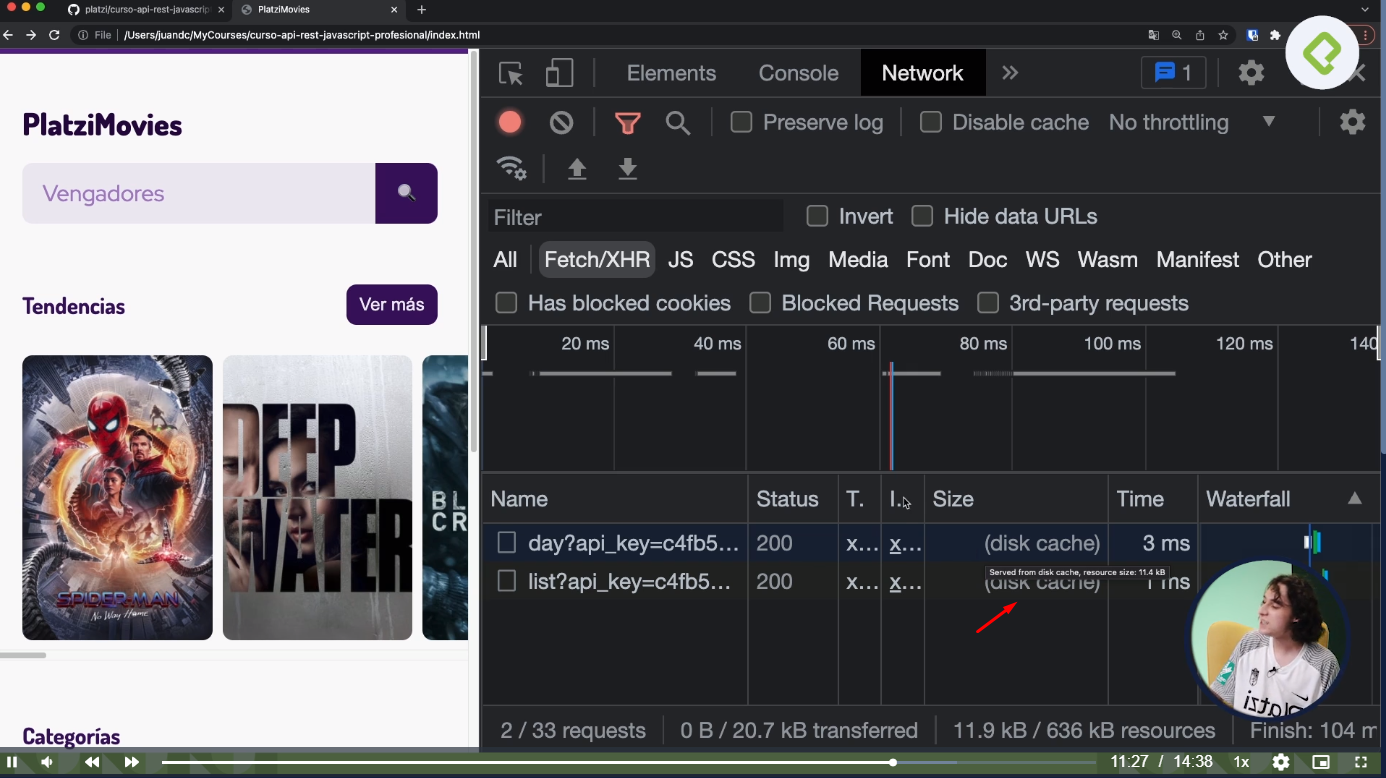 platzi/curso-api-rest-javascrip
PlatziMovies
File | /Users/juandc/MyCourses/curso-api-rest-javascript-profesional/index.html
PlatziMovies
Vengadores
Tendencias
Ver más
SPIDER-MAN
No Way Home
DEEP
WATER
BL
CR
Categorías
Elements Console Network » 1
Preserve log Disable cache No throttling
Filter Invert Hide data URLs
All Fetch/XHR JS CSS Img Media Font Doc WS Wasm Manifest Other
Has blocked cookies Blocked Requests 3rd-party requests
20 ms 40 ms 60 ms 80 ms 100 ms 120 ms 140
Name Status T. I. Size Time Waterfall
day?api_key=c4fb5... 200 x... x... (disk cache) 3 ms
Served from disk cache, resource size: 11.4 kB
list?api_key=c4fb5... 200 x... x... (disk cache) 1 ms
platzi
2 / 33 requests 0 B / 20.7 kB transferred 11.9 kB / 636 kB resources Finish: 104 m
11:27 / 14:38 1x